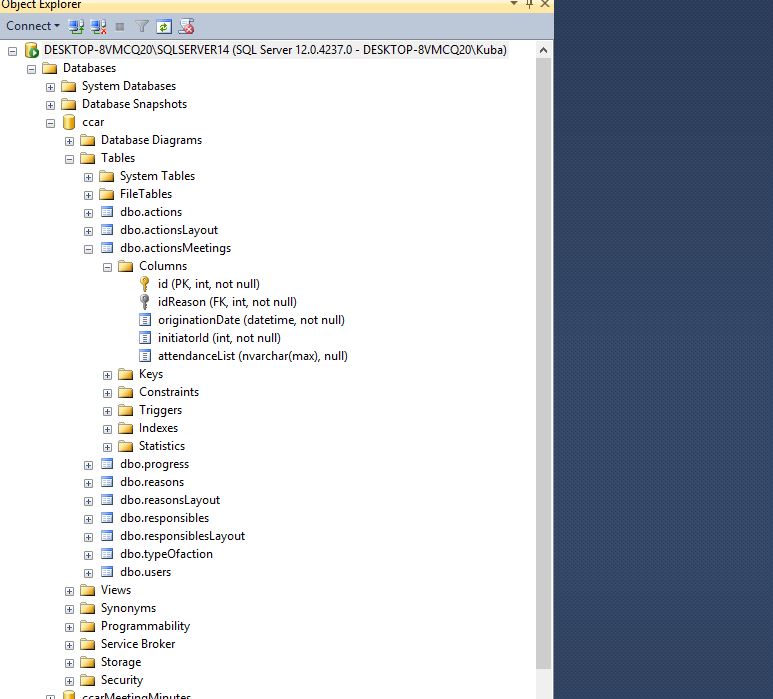 Object Explorer
Connect
DESKTOP-8VMCQ20\SQLSERVER14 (SQL Server 12.0.4237.0 - DESKTOP-8VMCQ20\Kuba)
Databases
System Databases
Database Snapshots
ccar
Database Diagrams
Tables
System Tables
FileTables
dbo.actions
dbo.actionsLayout
dbo.actionsMeetings
Columns
id (PK, int, not null)
idReason (FK, int, not null)
originationDate (datetime, not null)
initiatorId (int, not null)
attendanceList (nvarchar(max), null)
Keys
Constraints
Triggers
Indexes
Statistics
dbo.progress
dbo.reasons
dbo.reasonsLayout
dbo.responsibles
dbo.responsiblesLayout
dbo.typeOfaction
dbo.users
Views
Synonyms
Programmability
Service Broker
Storage
Security
ccarMeetingMinutes